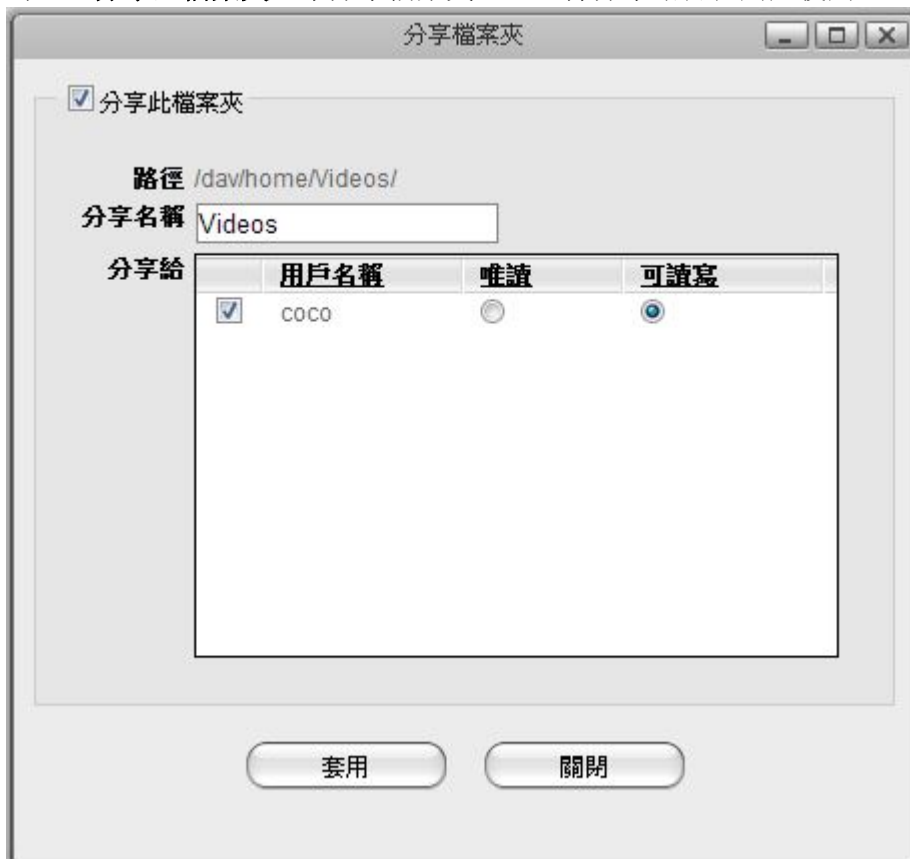 分享檔案夾
分享此檔案夾
路徑 /dav/home/Videos/
分享名稱 Videos
分享給 用戶名稱 唯讀 可讀寫
coco
套用 關閉